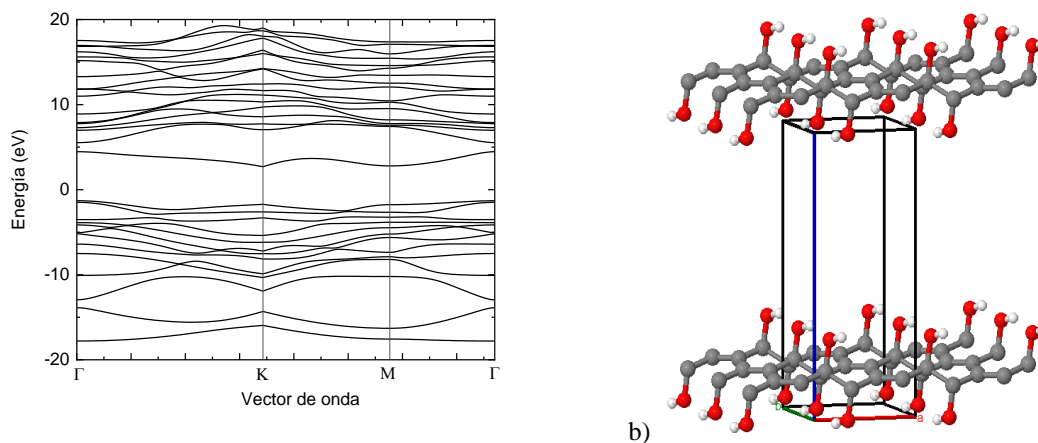 20
10
0
-10
-20
Energía (eV)
Γ
K
M
Γ
Vector de onda
b)
b
a